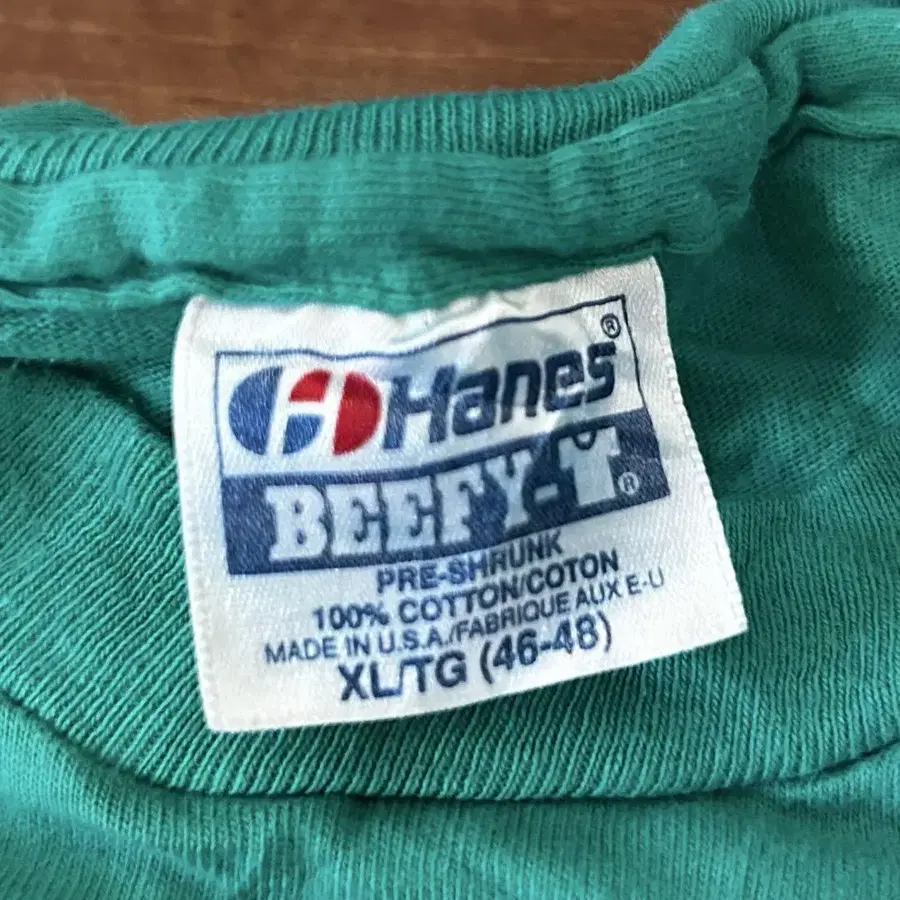 Hanes®
BEEFY-T®
PRE-SHRUNK
100% COTTON/COTON
MADE IN U.S.A./FABRIQUE AUX E-U
XL/TG (46-48)